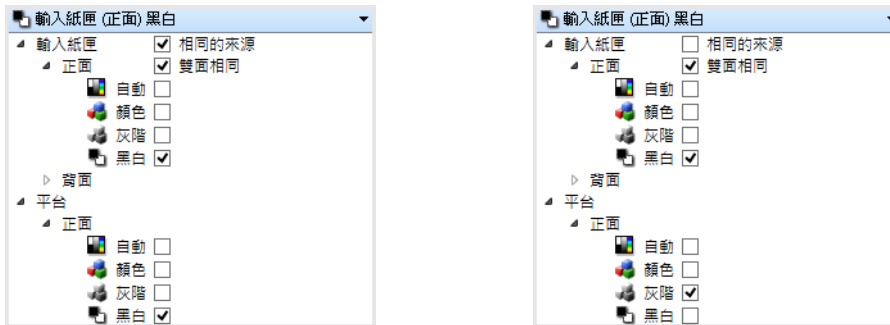 輸入紙匣 (正面) 黑白
輸入紙匣 相同的來源
正面 雙面相同
自動
顏色
灰階
黑白
背面
平台
正面
自動
顏色
灰階
黑白
輸入紙匣 (正面) 黑白
輸入紙匣 相同的來源
正面 雙面相同
自動
顏色
灰階
黑白
背面
平台
正面
自動
顏色
灰階
黑白